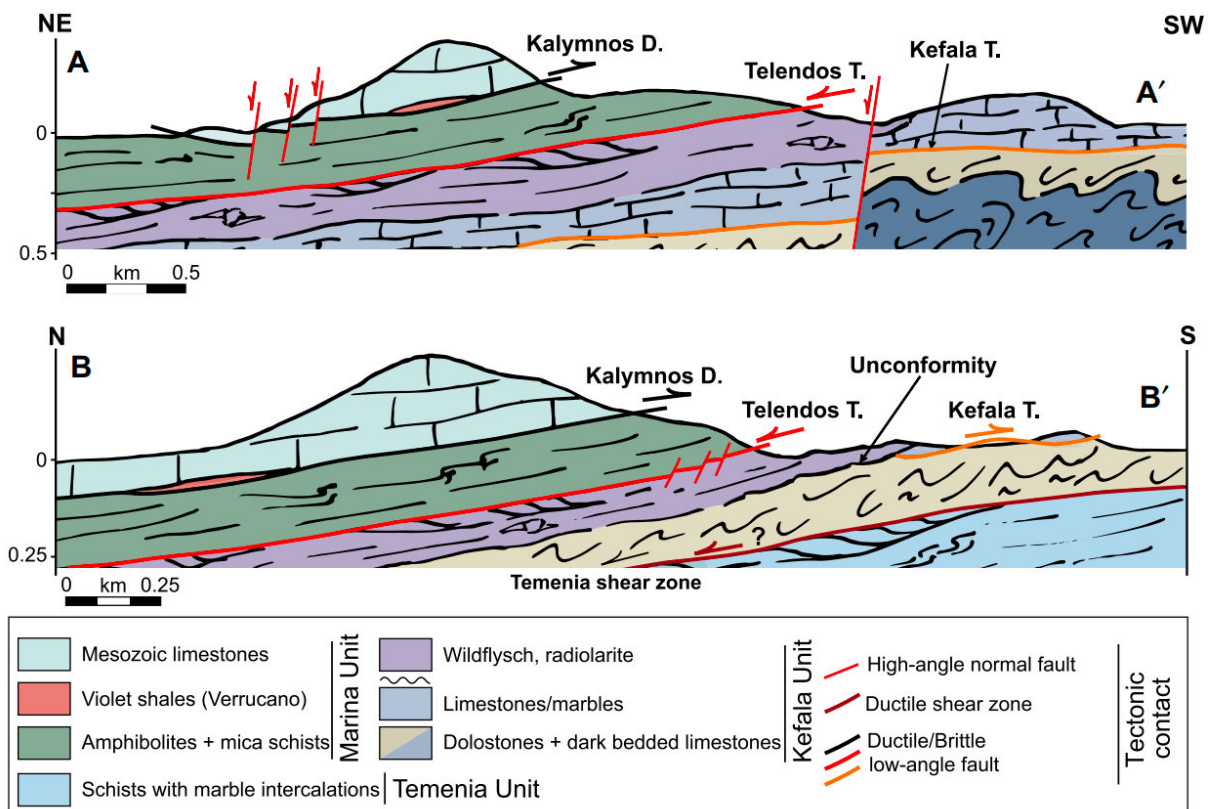 NE
SW
A
Kalymnos D.
Kefala T.
Telendos T.
A′
0
0.5
0 km 0.5
N
S
B
Kalymnos D.
Unconformity
B′
Telendos T.
Kefala T.
0
?
0.25
0 km 0.25
Temenia shear zone
Mesozoic limestones
Violet shales (Verrucano)
Amphibolites + mica schists
Marina Unit
Schists with marble intercalations
Temenia Unit
Wildflysch, radiolarite
Limestones/marbles
Dolostones + dark bedded limestones
Kefala Unit
High-angle normal fault
Ductile shear zone
Ductile/Brittle
low-angle fault
Tectonic
contact